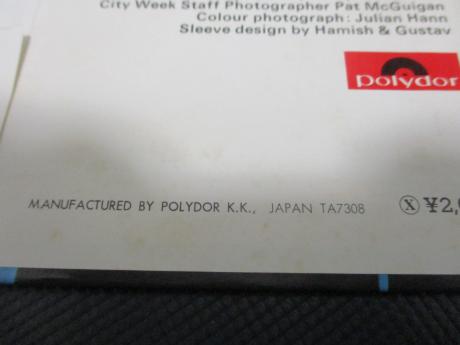 City Week Staff Photographer Pat McGuigan
Colour photograph: Julian Hann
Sleeve design by Hamish & Gustav
polydor
MANUFACTURED BY POLYDOR K.K., JAPAN TA7308 Ⓧ ¥2,